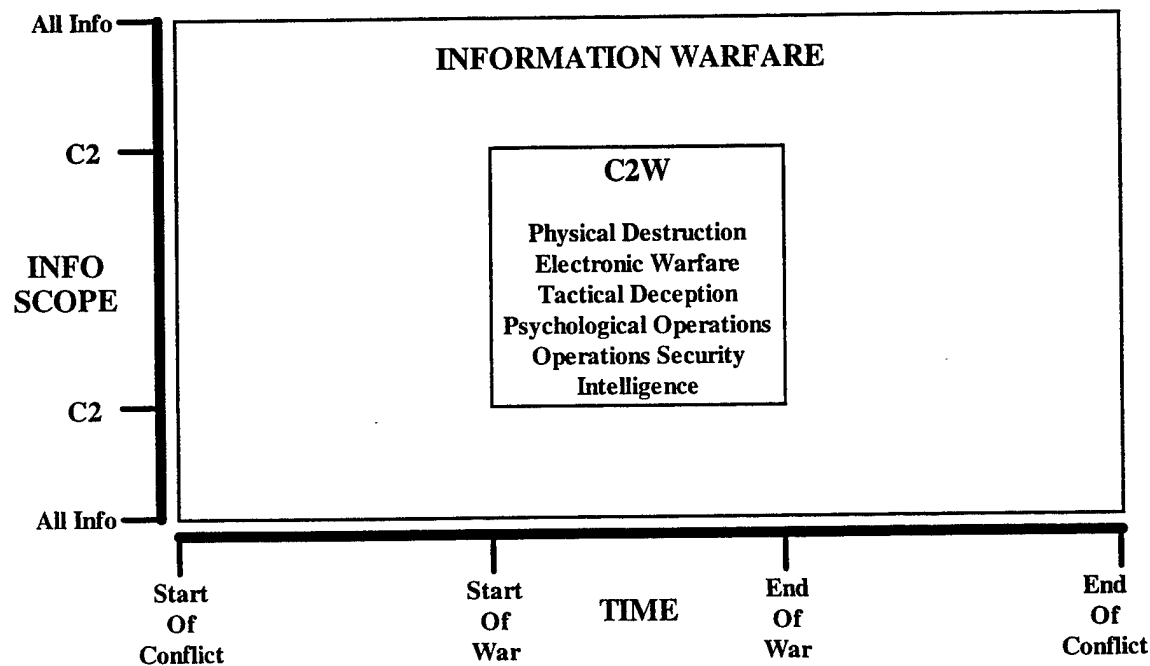 All Info
INFORMATION WARFARE
C2
C2W
Physical Destruction
Electronic Warfare
Tactical Deception
Psychological Operations
Operations Security
Intelligence
INFO
SCOPE
C2
All Info
Start
Of
Conflict
Start
Of
War
TIME
End
Of
War
End
Of
Conflict